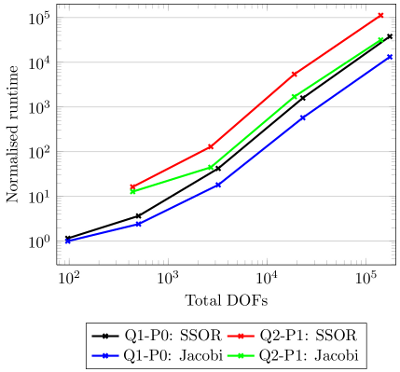 10^5
10^4
10^3
10^2
10^1
10^0
Normalised runtime
10^2 10^3 10^4 10^5
Total DOFs
Q1-P0: SSOR Q2-P1: SSOR
Q1-P0: Jacobi Q2-P1: Jacobi